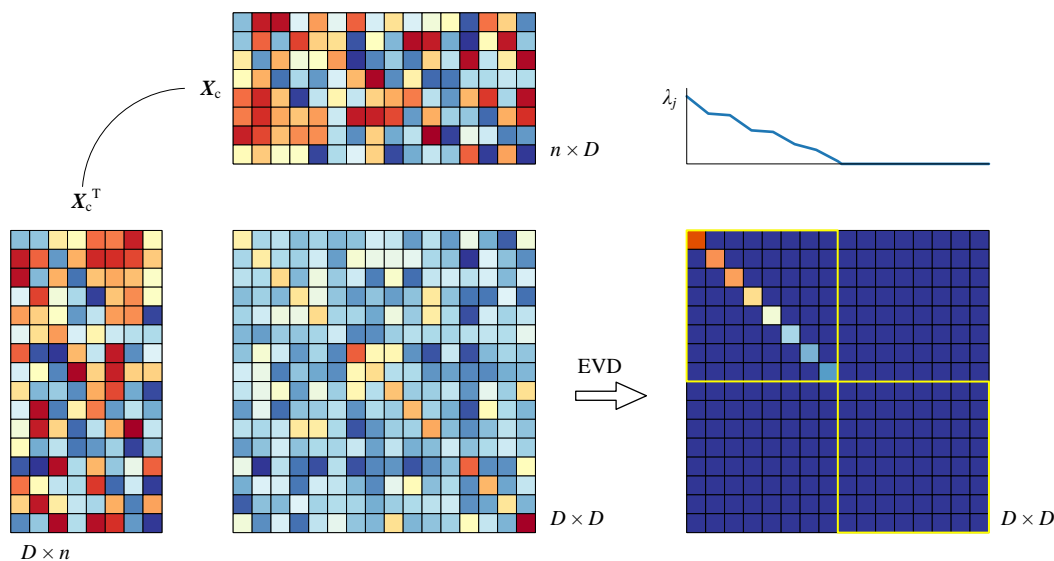 X_c
n × D
λ_j
X_c^T
EVD
D × D
D × D
D × n